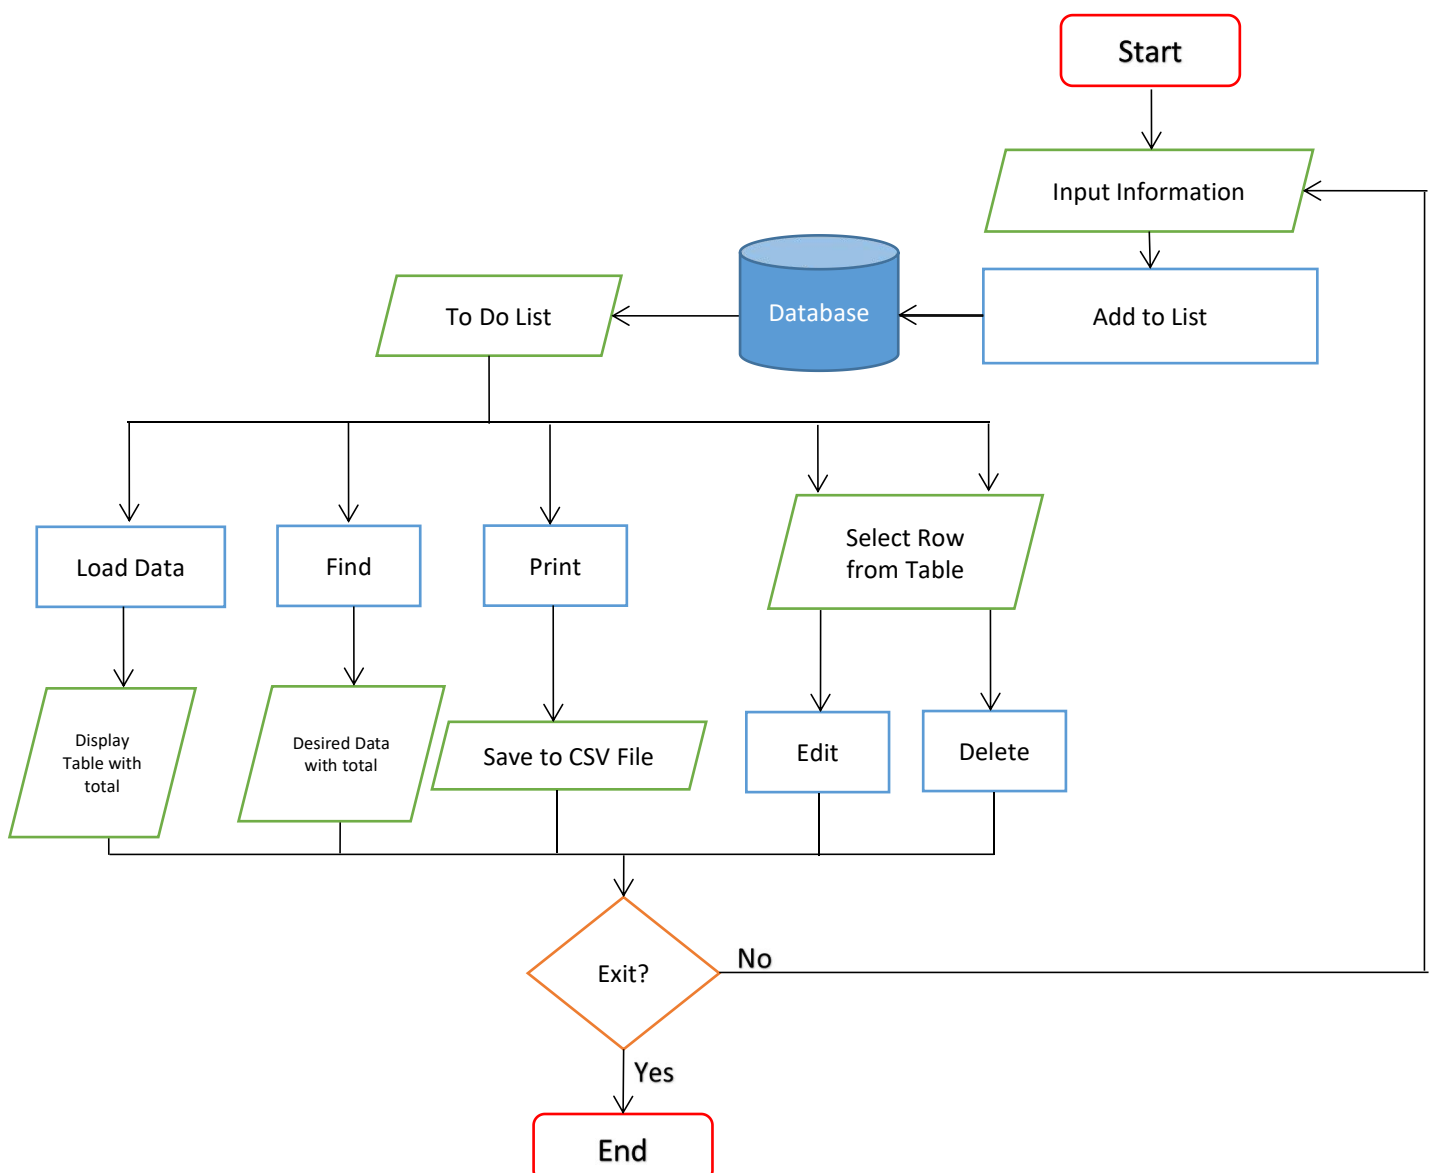 Start
Input Information
To Do List
Database
Add to List
Load Data
Find
Print
Select Row
from Table
Display
Table with
total
Desired Data
with total
Save to CSV File
Edit
Delete
Exit?
No
Yes
End